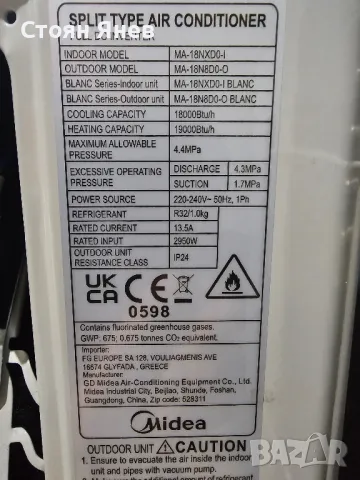 Стоян Иванов
SPLIT TYPE AIR CONDITIONER
INDOOR MODEL MA-18NXD0-I
OUTDOOR MODEL MA-18N8D0-O
BLANC Series-Indoor unit MA-18NXD0-I BLANC
BLANC Series-Outdoor unit MA-18N8D0-O BLANC
COOLING CAPACITY 18000Btu/h
HEATING CAPACITY 19000Btu/h
MAXIMUM ALLOWABLE PRESSURE 4.4MPa
EXCESSIVE OPERATING PRESSURE DISCHARGE 4.3MPa
SUCTION 1.7MPa
POWER SOURCE 220-240V~ 50Hz, 1Ph
REFRIGERANT R32/1.0kg
RATED CURRENT 13.5A
RATED INPUT 2950W
OUTDOOR UNIT RESISTANCE CLASS IP24
UK CA CE
0598
Contains fluorinated greenhouse gases.
GWP: 675; 0.675 tonnes CO₂ equivalent.
Importer:
FG EUROPE SA 128, VOULIAGMENIS AVE
16674 GLYFADA , GREECE
Manufacturer:
GD Midea Air-Conditioning Equipment Co., Ltd.
Midea Industrial City, Beijiao, Shunde, Foshan,
Guangdong, China, Zip code: 528311
Midea
OUTDOOR UNIT CAUTION
1. Ensure to evacuate the air inside the indoor
unit and pipes with vacuum pump.
amount of refrigerant
BAZAR
bg